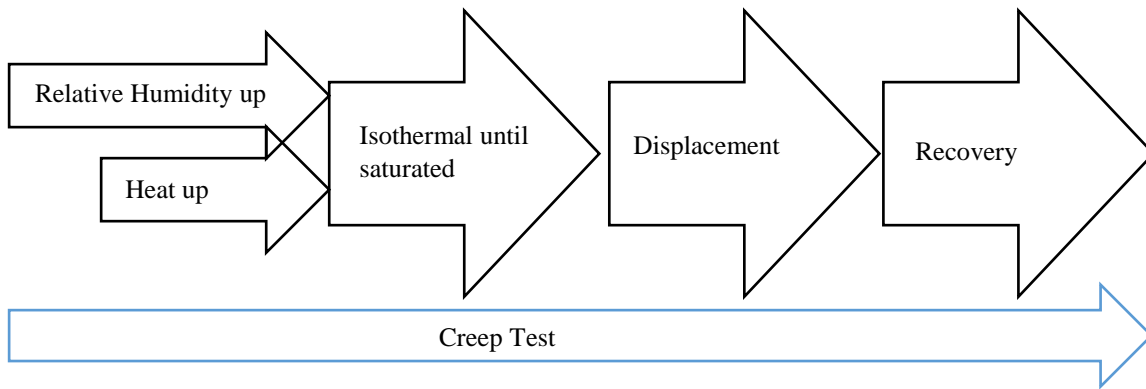 Relative Humidity up
Heat up
Isothermal until
saturated
Displacement
Recovery
Creep Test